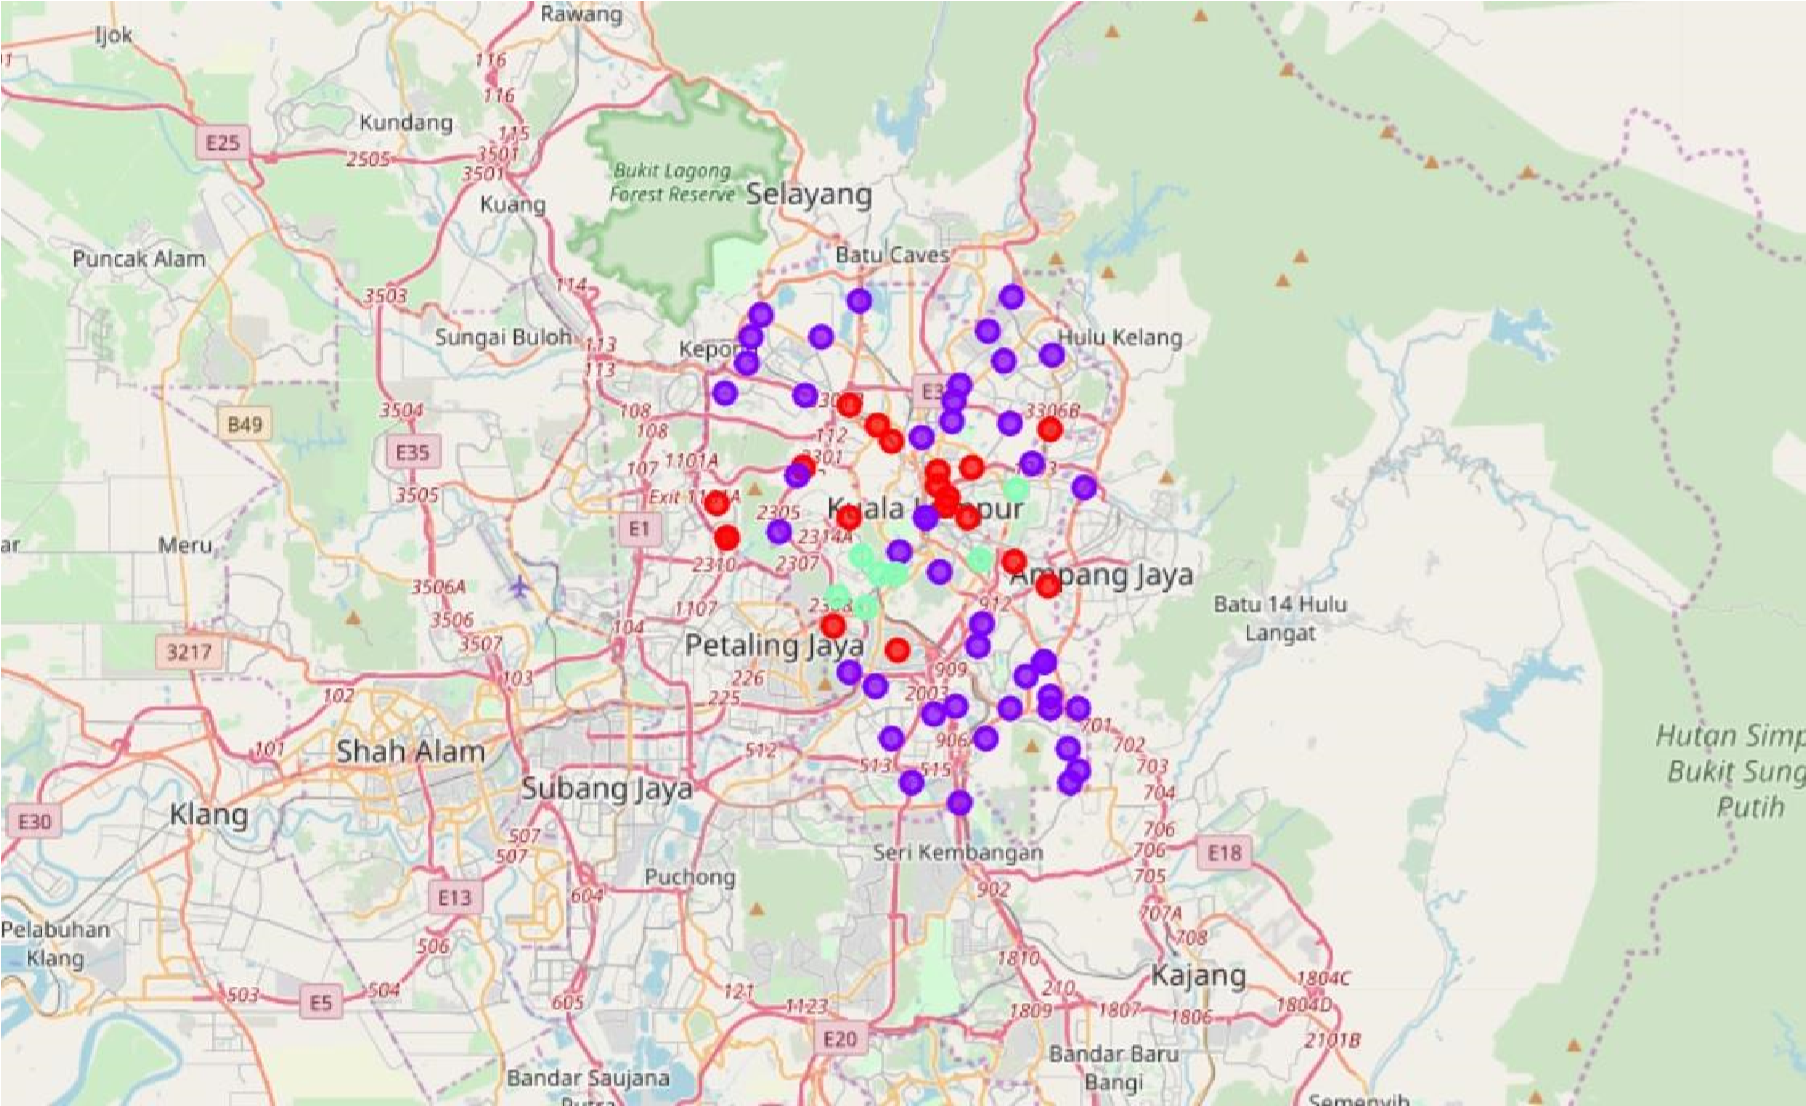 Rawang
Ijok
116
116
Kundang
115
E25
3501
2505
3501
Bukit Lagong
Forest Reserve
Selayang
Kuang
Batu Caves
Puncak Alam
114
3503
Sungai Buloh
113
Hulu Kelang
113
3504
108
3306B
B49
112
108
E35
107
1101A
3505
Exit
2305
Kuala
E1
2314A
Meru
ar
2310
2307
Ampang Jaya
3506A
1107
912
Batu 14 Hulu
Langat
3506
104
3507
Petaling Jaya
3217
909
103
226
102
225
2003
701
Hutan Simp
Bukit Sung
Putih
101
Shah Alam
512
906
702
513
515
703
Subang Jaya
704
Klang
E30
507
706
507
Seri Kembangan
706
E18
Puchong
705
E13
604
902
707A
Pelabuhan
Klang
506
708
1810
Kajang
1804C
503
E5
504
605
121
1123
210
1809
1807
1806
1804D
E20
2101B
Bandar Baru
Bangi
Bandar Saujana
Putra
Semenyih